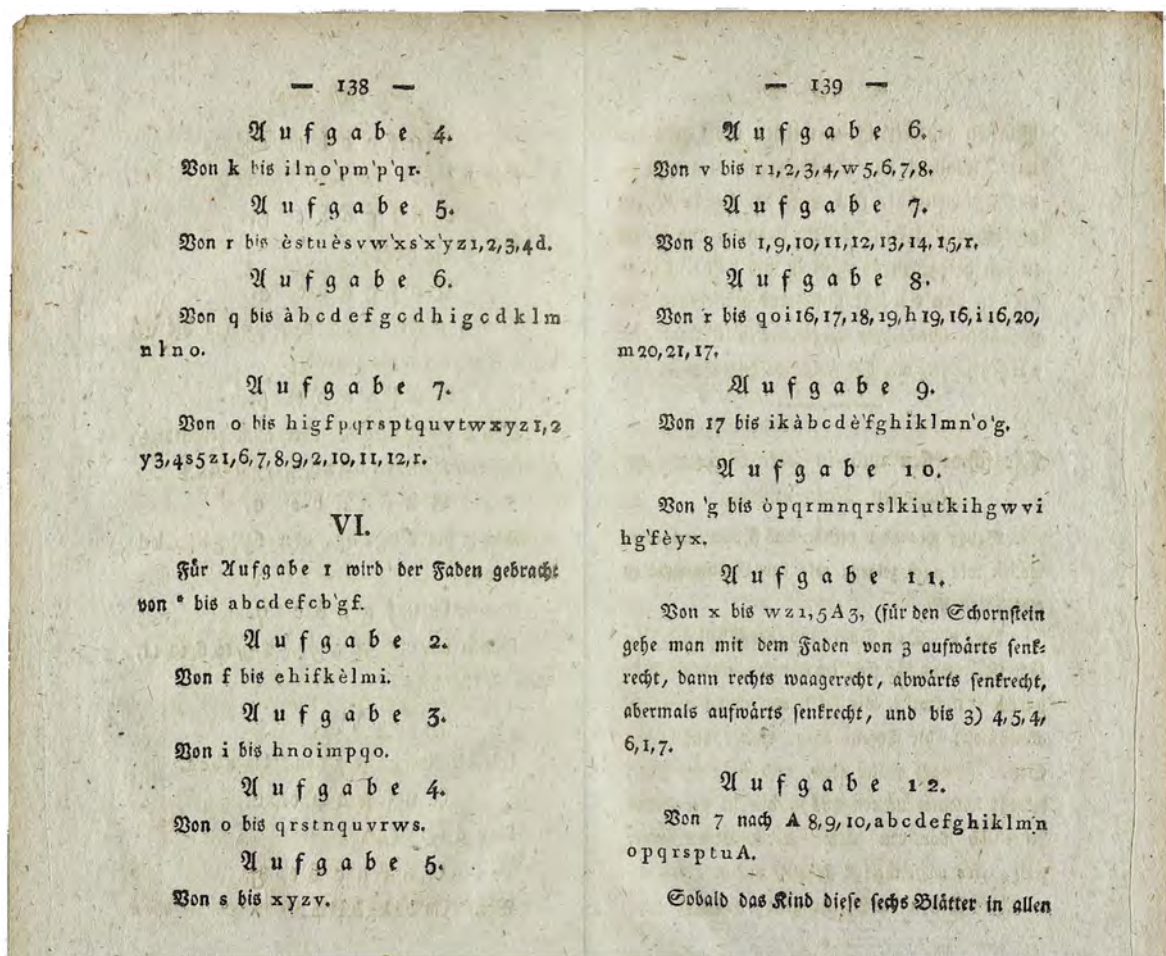 — 138 —
Aufgabe 4.
Von k bis ilno'pm'p'qr.
Aufgabe 5.
Von r bis èstuèsvw'xs'x'yz1,2,3,4d.
Aufgabe 6.
Von q bis àbcdefgcdhigcdklm
nlno.
Aufgabe 7.
Von o bis higfpqrsptquvtwxyz1,2
y3,4s5z1,6,7,8,9,2,10,11,12,r.
VI.
Für Aufgabe 1 wird der Faden gebracht
von * bis abcdefcb'gf.
Aufgabe 2.
Von f bis ehifkèlmi.
Aufgabe 3.
Von i bis hnoimpqo.
Aufgabe 4.
Von o bis qrstnquvrws.
Aufgabe 5.
Von s bis xyzv.
— 139 —
Aufgabe 6.
Von v bis r1,2,3,4,w5,6,7,8.
Aufgabe 7.
Von 8 bis 1,9,10,11,12,13,14,15,r.
Aufgabe 8.
Von r bis qoi16,17,18,19,h19,16,i16,20,
m20,21,17.
Aufgabe 9.
Von 17 bis ikàbcdè'fghiklmn'o'g.
Aufgabe 10.
Von 'g bis òpqrmnqrslkiutkihgwvi
hg'fèyx.
Aufgabe 11.
Von x bis wz1,5A3, (für den Schornstein
gehe man mit dem Faden von 3 aufwärts senk-
recht, dann rechts waagerecht, abwärts senkrecht,
abermals aufwärts senkrecht, und bis 3) 4,5,4,
6,1,7.
Aufgabe 12.
Von 7 nach A 8,9,10,abcdefghiklmn
opqrsptuA.
Sobald das Kind diese sechs Blätter in allen